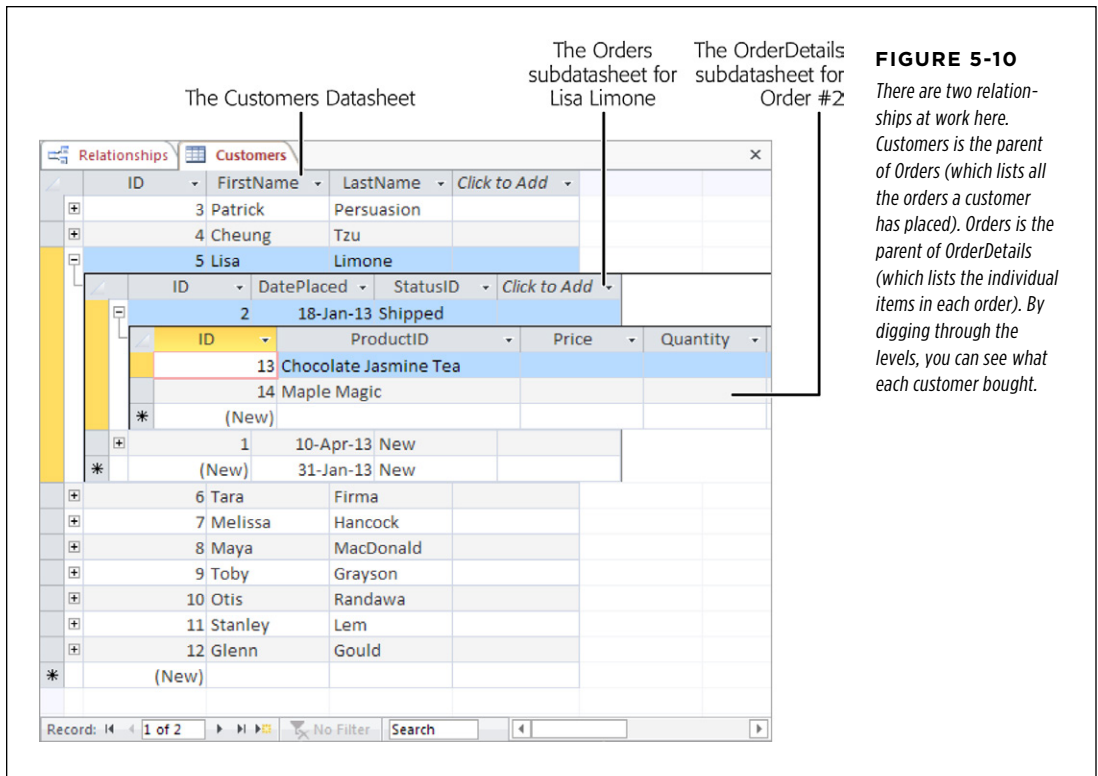 The Customers Datasheet
The Orders
subdatasheet for
Lisa Limone
The OrderDetails
subdatasheet for
Order #2
FIGURE 5-10
There are two relation-
ships at work here.
Customers is the parent
of Orders (which lists all
the orders a customer
has placed). Orders is the
parent of OrderDetails
(which lists the individual
items in each order). By
digging through the
levels, you can see what
each customer bought.
Relationships Customers
ID FirstName LastName Click to Add
3 Patrick Persuasion
4 Cheung Tzu
5 Lisa Limone
ID DatePlaced StatusID Click to Add
2 18-Jan-13 Shipped
ID ProductID Price Quantity
13 Chocolate Jasmine Tea
14 Maple Magic
(New)
1 10-Apr-13 New
(New) 31-Jan-13 New
6 Tara Firma
7 Melissa Hancock
8 Maya MacDonald
9 Toby Grayson
10 Otis Randawa
11 Stanley Lem
12 Glenn Gould
(New)
Record: 1 of 2 No Filter Search